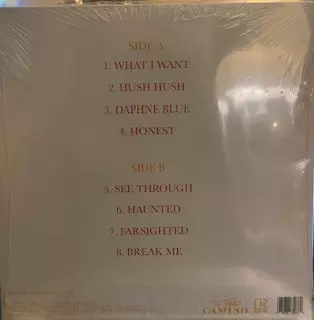 SIDE A
1. WHAT I WANT
2. HUSH HUSH
3. DAPHNE BLUE
4. HONEST
SIDE B
5. SEE THROUGH
6. HAUNTED
7. FARSIGHTED
8. BREAK ME
CAMINO